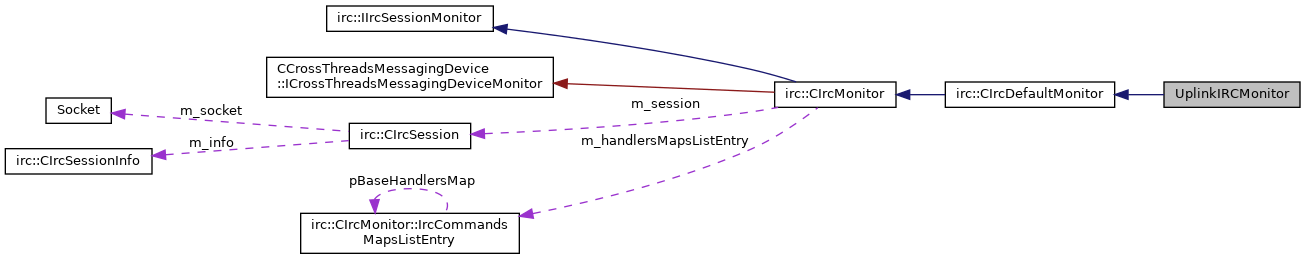 irc::IIrcSessionMonitor
CCrossThreadsMessagingDevice
::ICrossThreadsMessagingDeviceMonitor
irc::CIrcMonitor
irc::CIrcDefaultMonitor
UplinkIRCMonitor
m_session
Socket
m_socket
irc::CIrcSession
m_info
m_handlersMapsListEntry
irc::CIrcSessionInfo
pBaseHandlersMap
irc::CIrcMonitor::IrcCommands
MapsListEntry